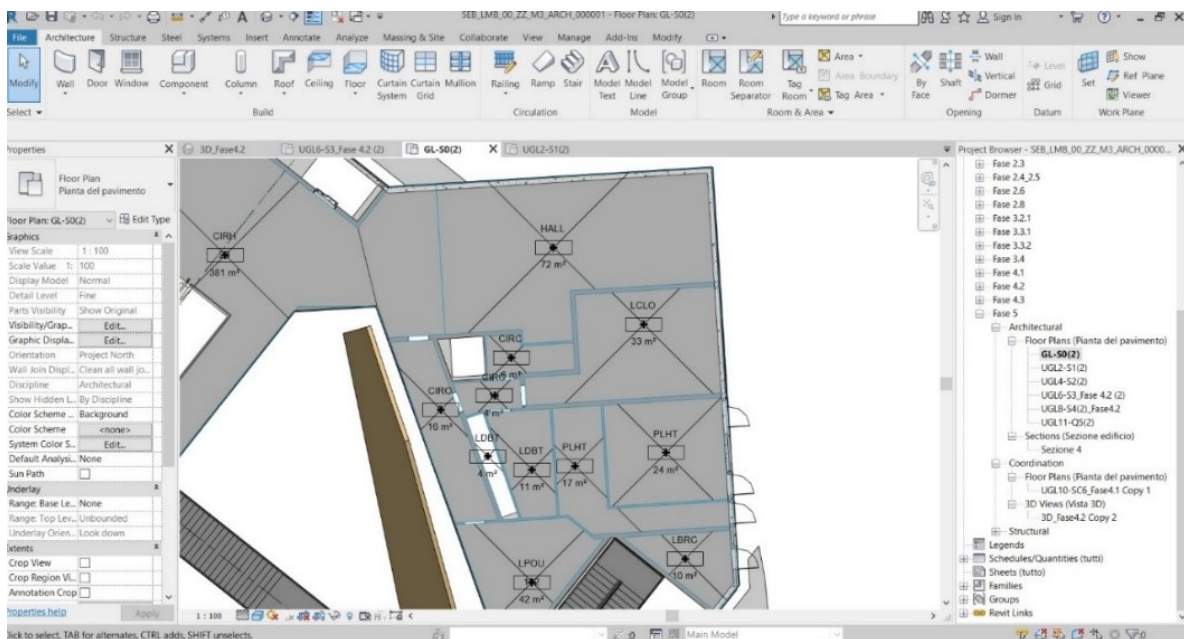 SEB_LMB_00_ZZ_M3_ARCH_000001 - Floor Plan: GL-S0(2)
Type a keyword or phrase
Sign In
File Architecture Structure Steel Systems Insert Annotate Analyze Massing & Site Collaborate View Manage Add-Ins Modify
Modify Wall Door Window Component Column Roof Ceiling Floor Curtain System Curtain Grid Mullion Railing Ramp Stair Model Text Model Line Model Group Room Room Separator Tag Room Area Area Boundary Tag Area By Face Shaft Wall Vertical Dormer Level Grid Set Show Ref Plane Viewer
Select Build Circulation Model Room & Area Opening Datum Work Plane
Properties
3D_Fase4.2 UGL6-S3_Fase 4.2 (2) GL-S0(2) UGL2-S1(2)
Project Browser - SEB_LMB_00_ZZ_M3_ARCH_0000...
Floor Plan
Pianta del pavimento
Floor Plan: GL-S0(2) Edit Type
Graphics
View Scale 1 : 100
Scale Value 1: 100
Display Model Normal
Detail Level Fine
Parts Visibility Show Original
Visibility/Grap... Edit...
Graphic Displa... Edit...
Orientation Project North
Wall Join Displ... Clean all wall jo...
Discipline Architectural
Show Hidden L... By Discipline
Color Scheme ... Background
Color Scheme <none>
System Color S... Edit...
Default Analysi... None
Sun Path
Underlay
Range: Base Le... None
Range: Top Lev... Unbounded
Underlay Orien... Look down
Extents
Crop View
Crop Region Vi...
Annotation Crop
Properties help Apply
CIRH
381 m²
HALL
72 m²
LCLO
33 m²
CIRC
CIRC
4 m²
CIRO
16 m²
LDBT
4 m²
LDBT
11 m²
PLHT
17 m²
PLHT
24 m²
LPOU
42 m²
LBRC
10 m²
Fase 2.3
Fase 2.4_2.5
Fase 2.6
Fase 2.8
Fase 3.2.1
Fase 3.3.1
Fase 3.3.2
Fase 3.4
Fase 4.1
Fase 4.2
Fase 4.3
Fase 5
Architectural
Floor Plans (Pianta del pavimento)
GL-S0(2)
UGL2-S1(2)
UGL4-S2(2)
UGL6-S3_Fase 4.2 (2)
UGL8-S4(2)_Fase4.2
UGL11-Q5(2)
Sections (Sezione edificio)
Sezione 4
Coordination
Floor Plans (Pianta del pavimento)
UGL10-SC6_Fase4.1 Copy 1
3D Views (Vista 3D)
3D_Fase4.2 Copy 2
Structural
Legends
Schedules/Quantities (tutti)
Sheets (tutto)
Families
Groups
Revit Links
1 : 100
Click to select, TAB for alternates, CTRL adds, SHIFT unselects.
:0
Main Model
:0